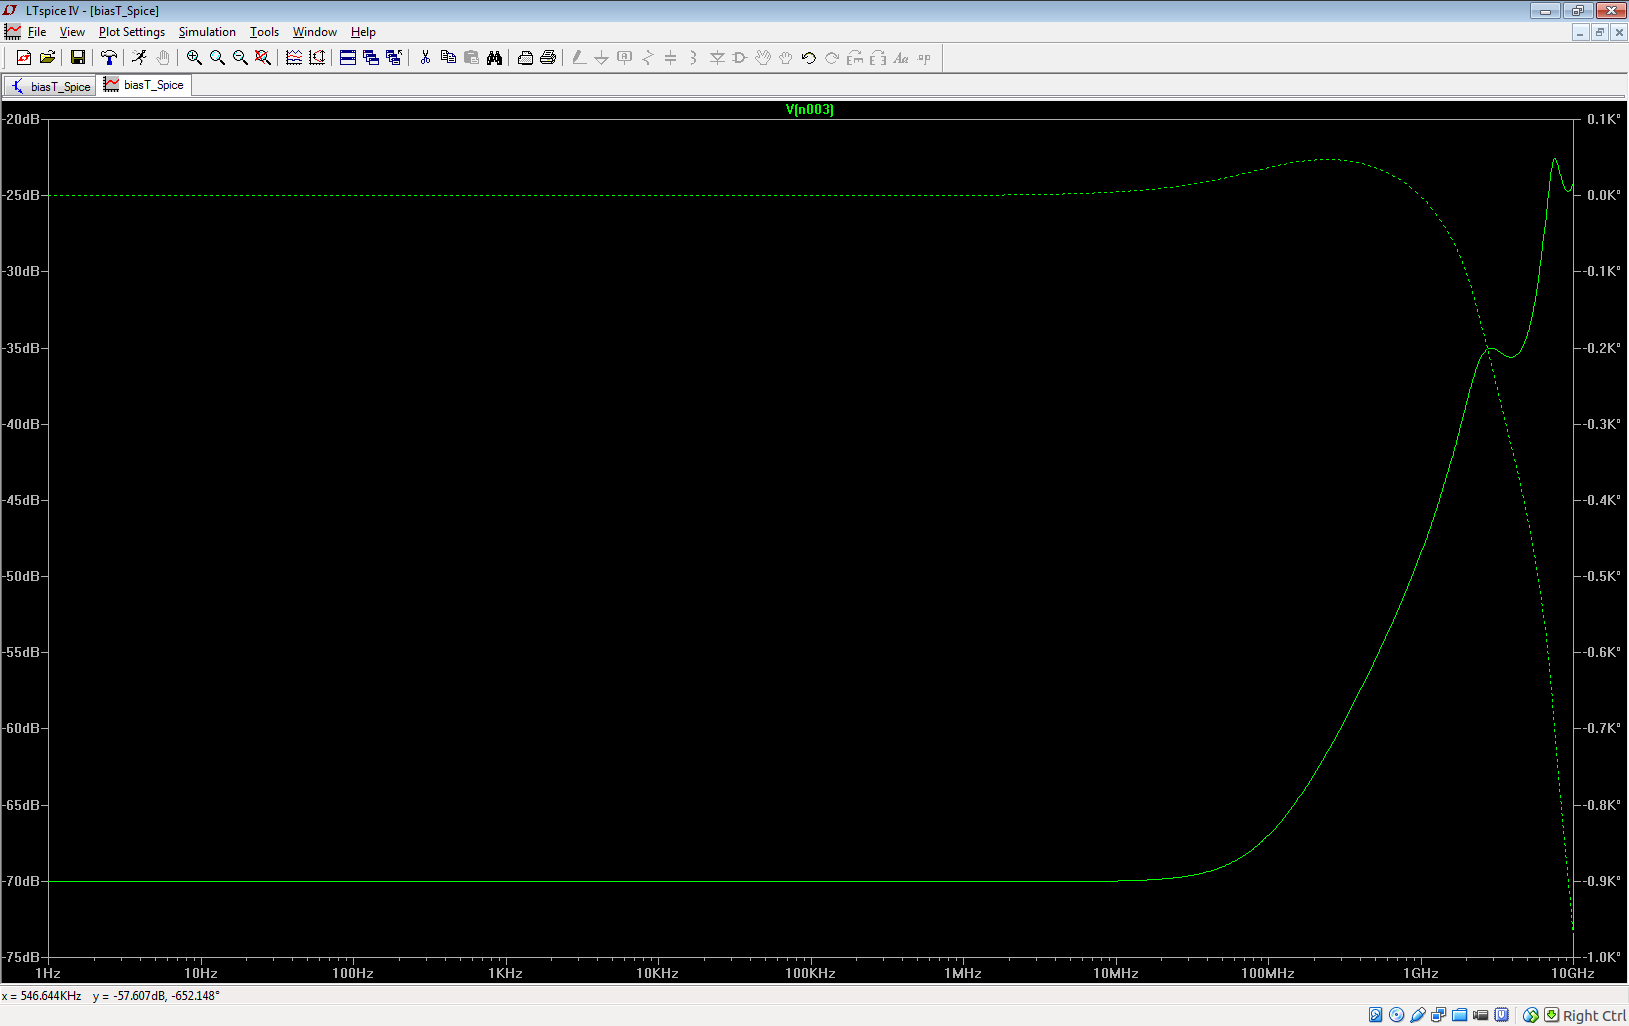 LTspice IV - [biasT_Spice]
File View Plot Settings Simulation Tools Window Help
biasT_Spice biasT_Spice
V(n003)
-20dB 0.1K°
-25dB 0.0K°
-30dB -0.1K°
-35dB -0.2K°
-40dB -0.3K°
-45dB -0.4K°
-50dB -0.5K°
-55dB -0.6K°
-60dB -0.7K°
-65dB -0.8K°
-70dB -0.9K°
-75dB -1.0K°
1Hz 10Hz 100Hz 1KHz 10KHz 100KHz 1MHz 10MHz 100MHz 1GHz 10GHz
x = 546.644KHz y = -57.607dB, -652.148°
Right Ctrl